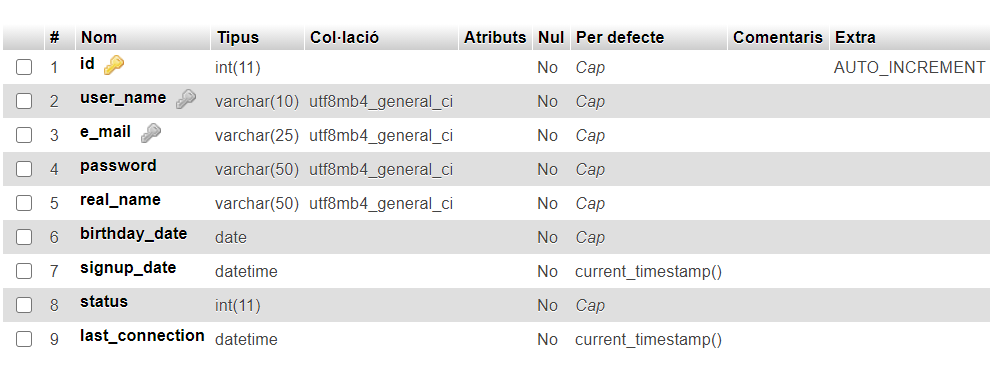 # Nom Tipus Col·lació Atributs Nul Per defecte Comentaris Extra
1 id int(11) No Cap AUTO_INCREMENT
2 user_name varchar(10) utf8mb4_general_ci No Cap
3 e_mail varchar(25) utf8mb4_general_ci No Cap
4 password varchar(50) utf8mb4_general_ci No Cap
5 real_name varchar(50) utf8mb4_general_ci No Cap
6 birthday_date date No Cap
7 signup_date datetime No current_timestamp()
8 status int(11) No Cap
9 last_connection datetime No current_timestamp()